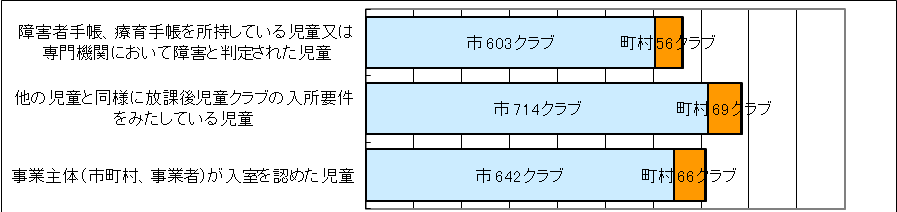 障害者手帳、療育手帳を所持している児童又は
専門機関において障害と判定された児童
市603クラブ
町村56クラブ
他の児童と同様に放課後児童クラブの入所要件
をみたしている児童
市714クラブ
町村69クラブ
事業主体(市町村、事業者)が入室を認めた児童
市642クラブ
町村66クラブ